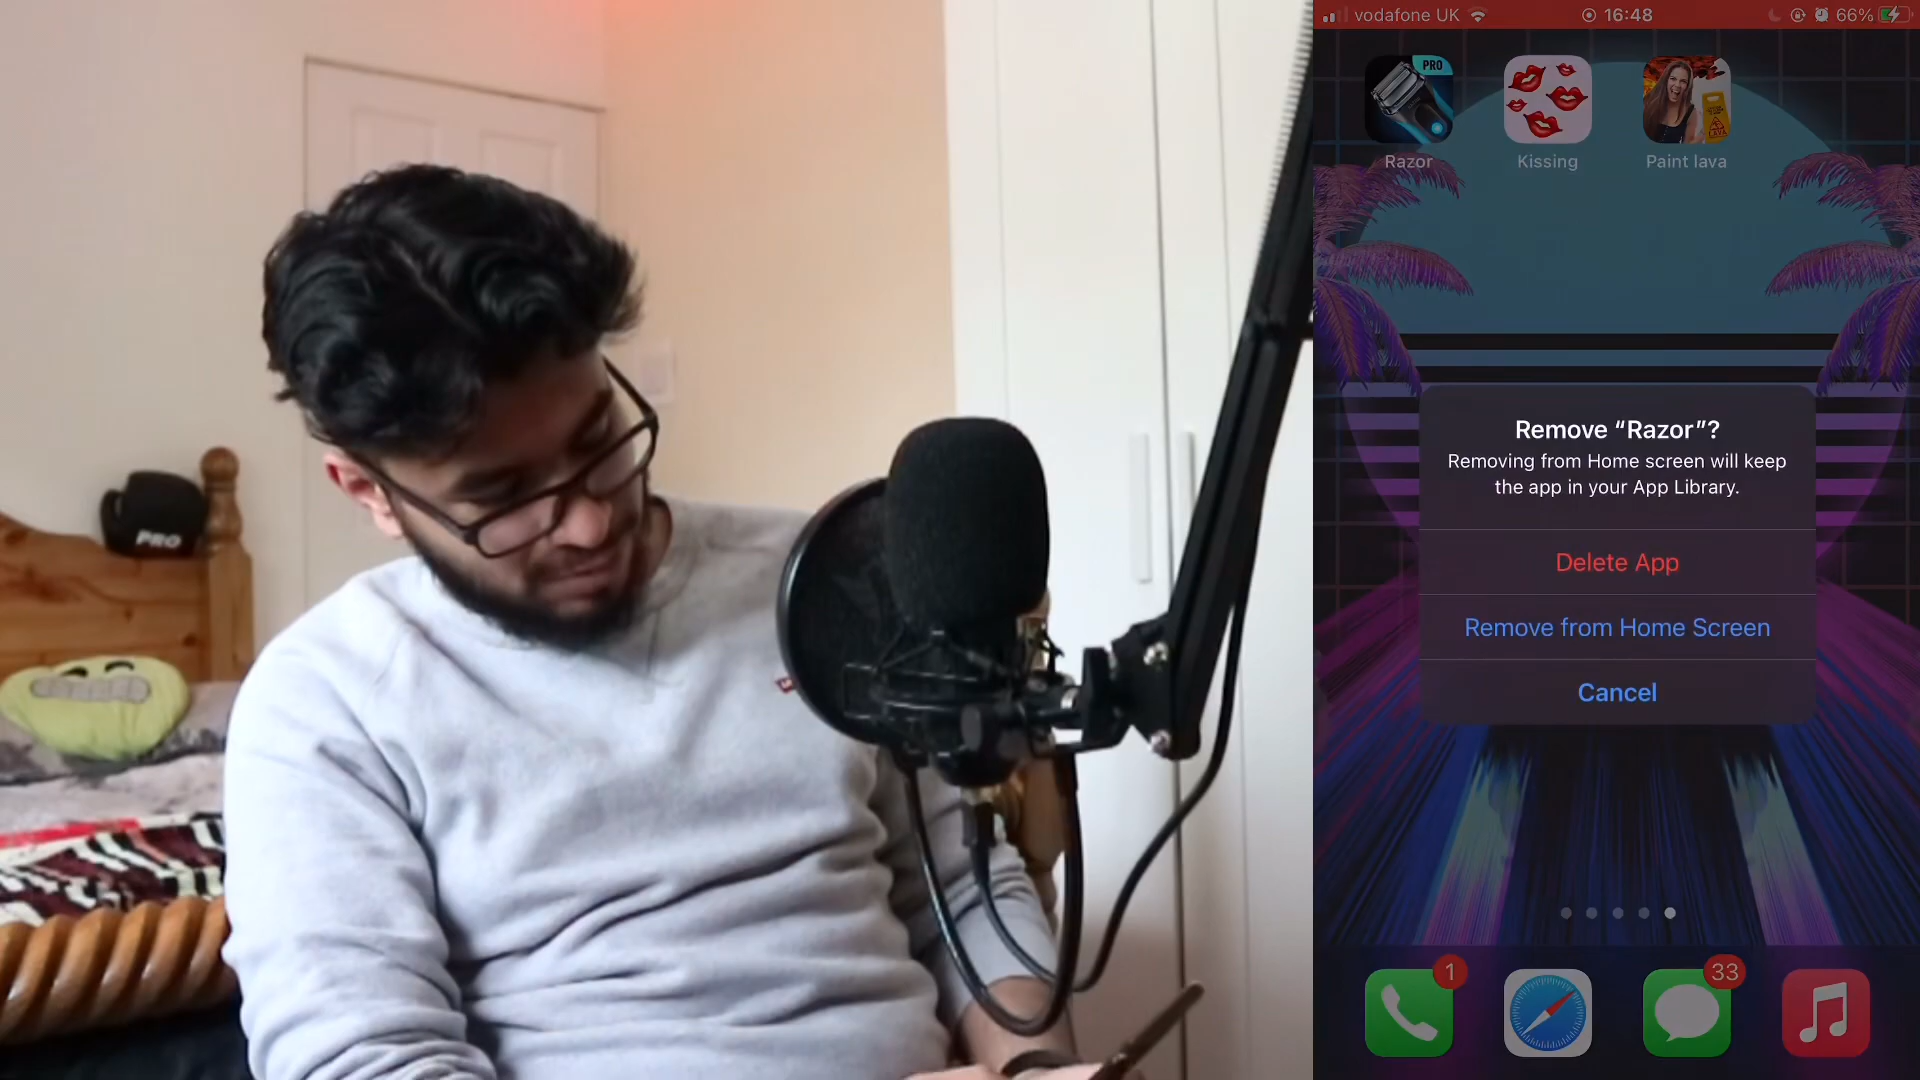 vodafone UK
16:48
66%
PRO
LAVA
Razor
Kissing
Paint lava
Remove “Razor”?
Removing from Home screen will keep
the app in your App Library.
Delete App
Remove from Home Screen
Cancel
1
33
PRO